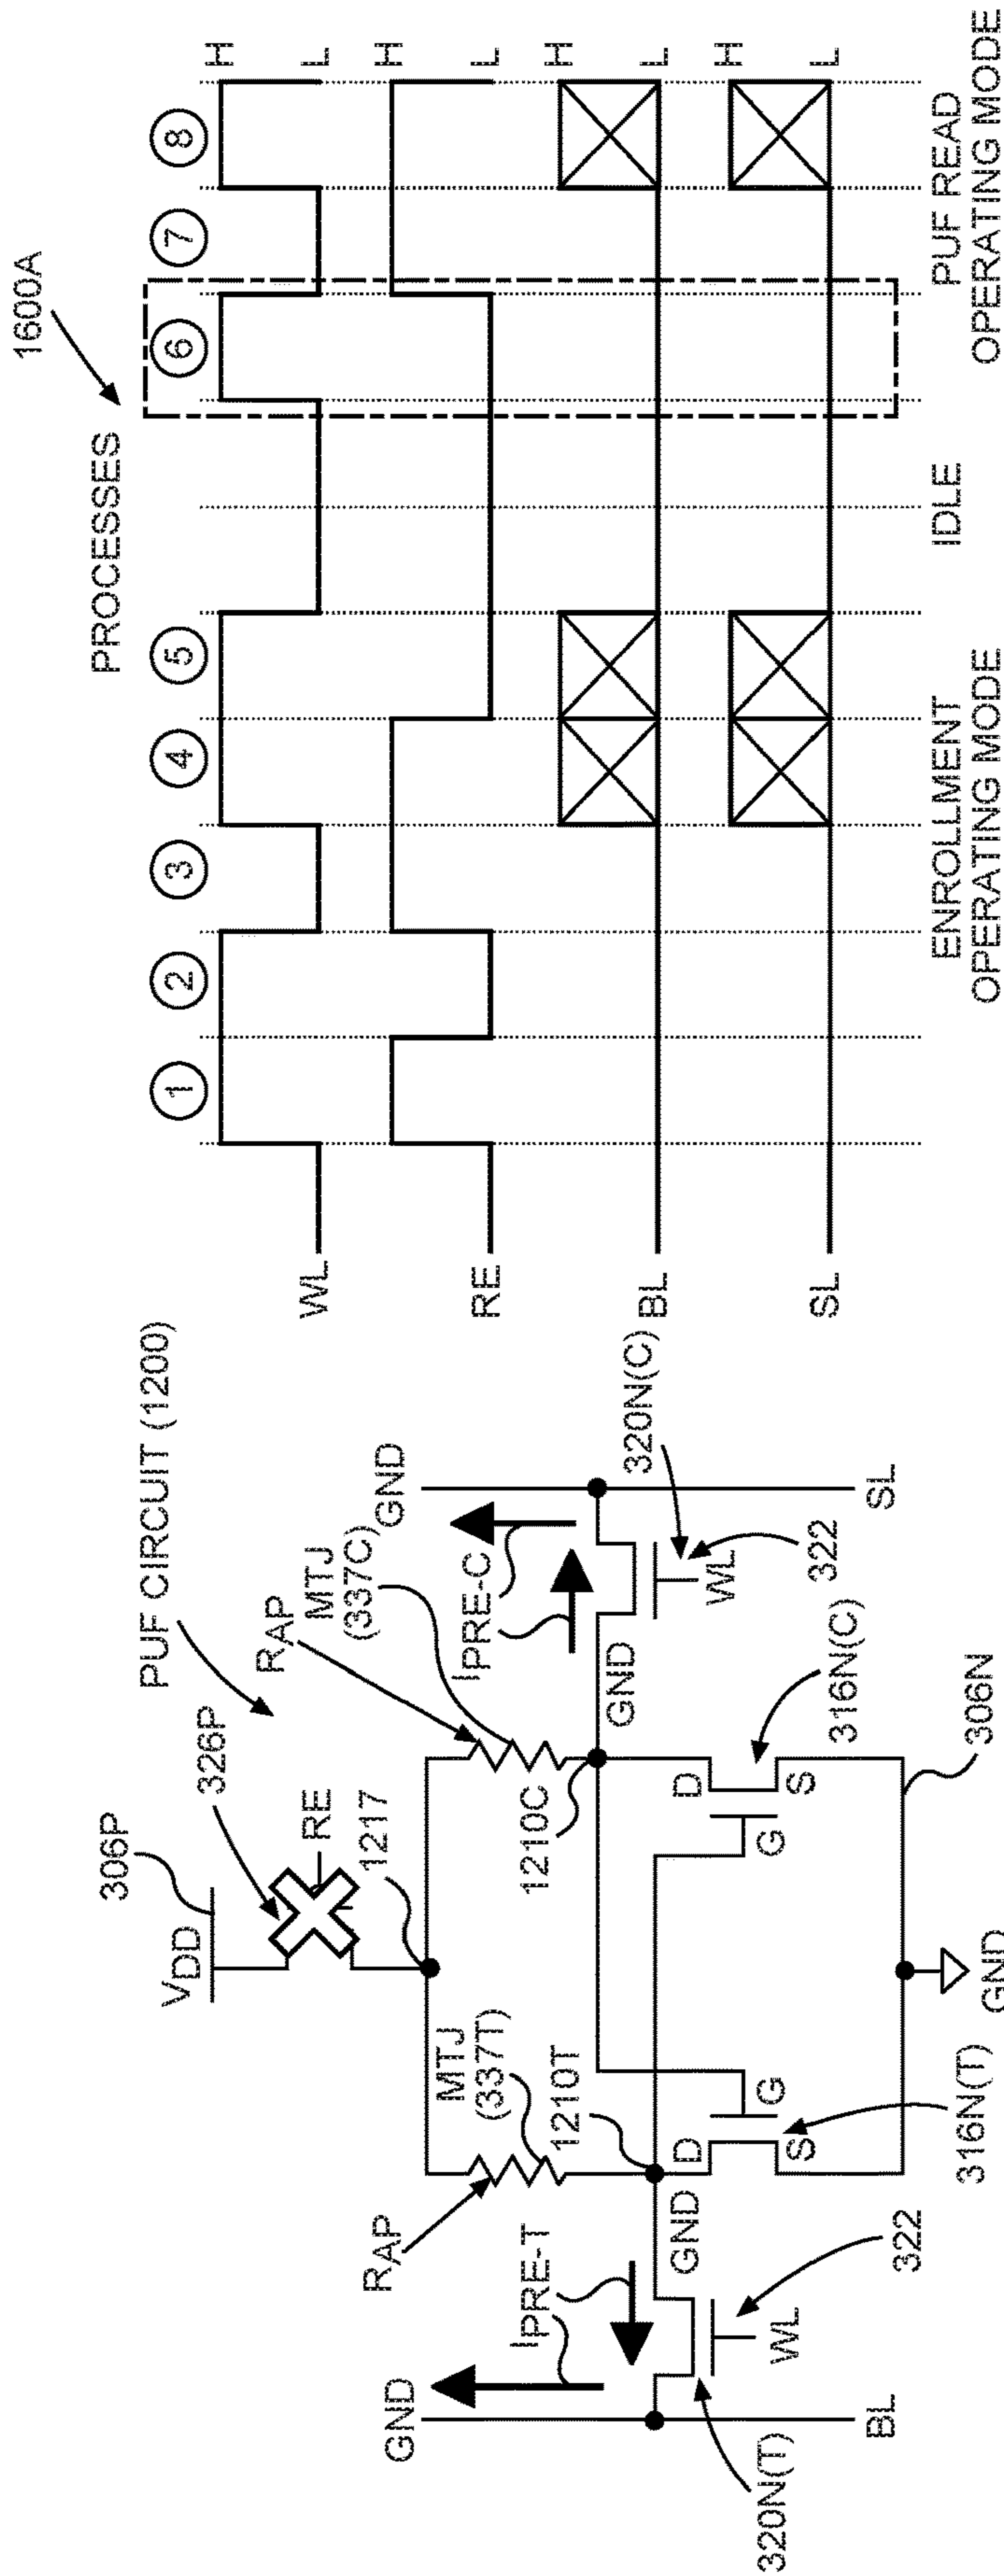 PUF CIRCUIT (1200)
306P
326P
VDD
RE
1217
RAP
MTJ
(337C)
GND
IPRE-C
MTJ
(337T)
RAP
1210T
1210C
GND
IPRE-T
GND
GND
320N(C)
322
WL
SL
D
G
S
316N(C)
306N
D
G
S
316N(T)
GND
322
WL
320N(T)
BL
1600A
PROCESSES
1 2 3 4 5 6 7 8
WL
H
L
RE
H
L
BL
H
L
SL
H
L
ENROLLMENT
OPERATING MODE
IDLE
PUF READ
OPERATING MODE